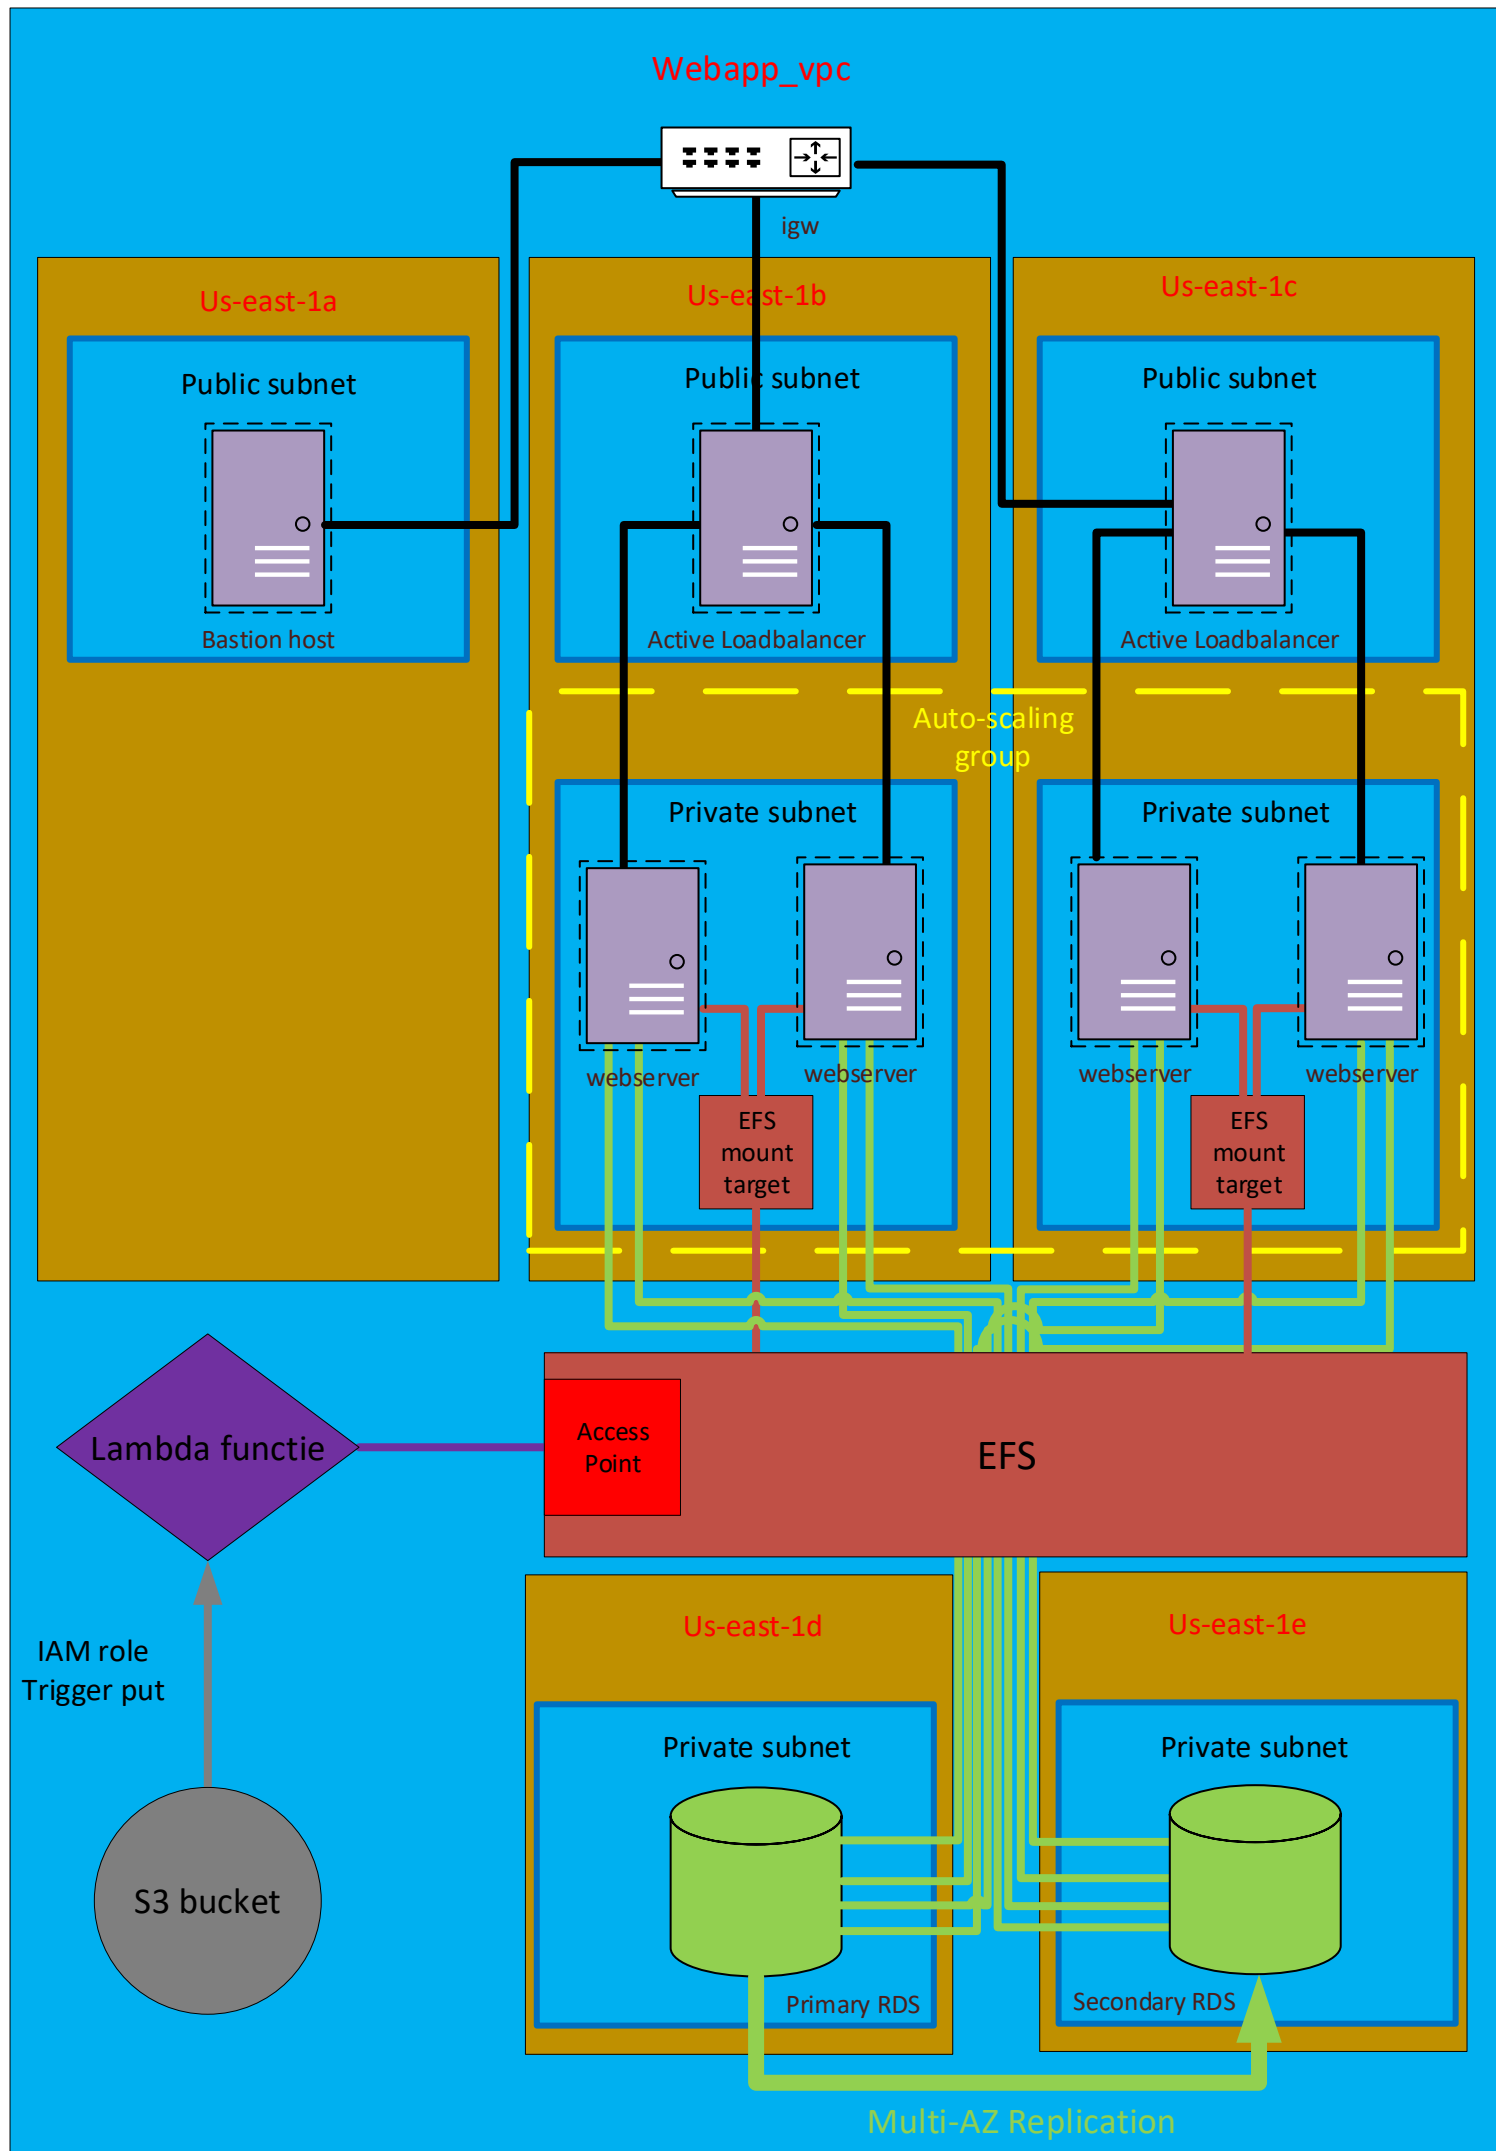 Webapp_vpc
igw
Us-east-1a
Us-east-1b
Us-east-1c
Public subnet
Public subnet
Public subnet
Bastion host
Active Loadbalancer
Active Loadbalancer
Auto-scaling
group
Private subnet
Private subnet
webserver
webserver
webserver
webserver
EFS
mount
target
EFS
mount
target
Lambda functie
Access
Point
EFS
IAM role
Trigger put
S3 bucket
Us-east-1d
Us-east-1e
Private subnet
Private subnet
Primary RDS
Secondary RDS
Multi-AZ Replication